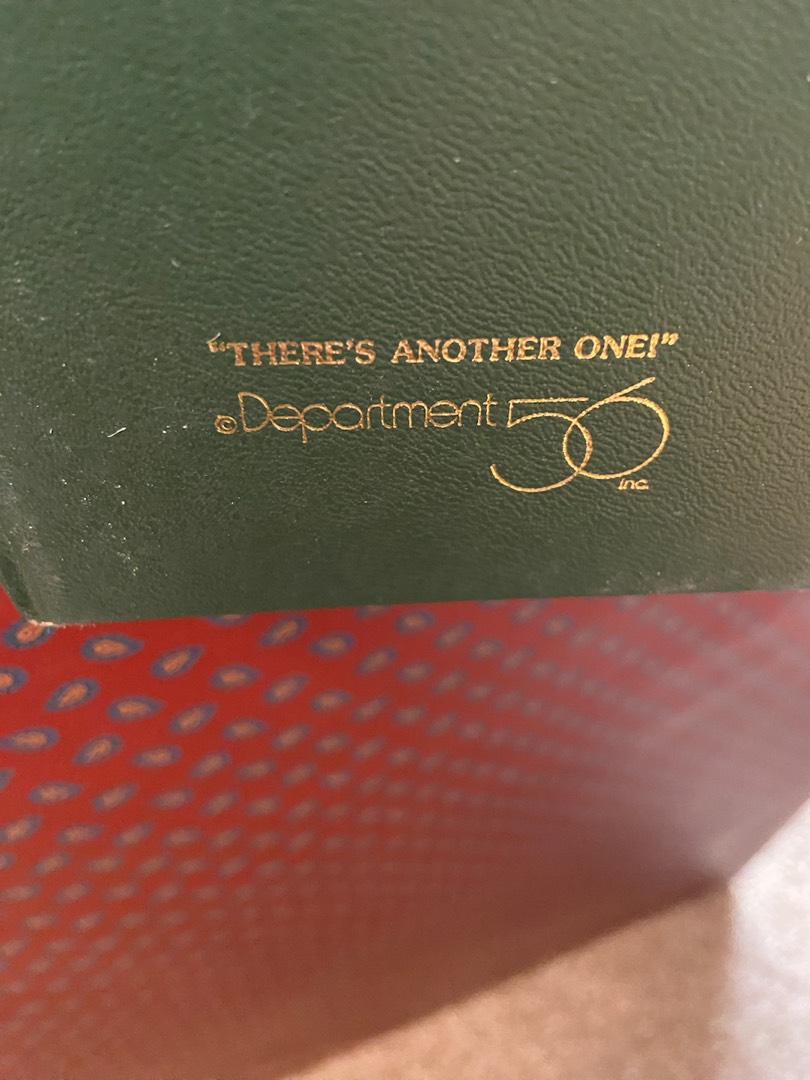 "THERE'S ANOTHER ONE!"
©Department 56
inc.